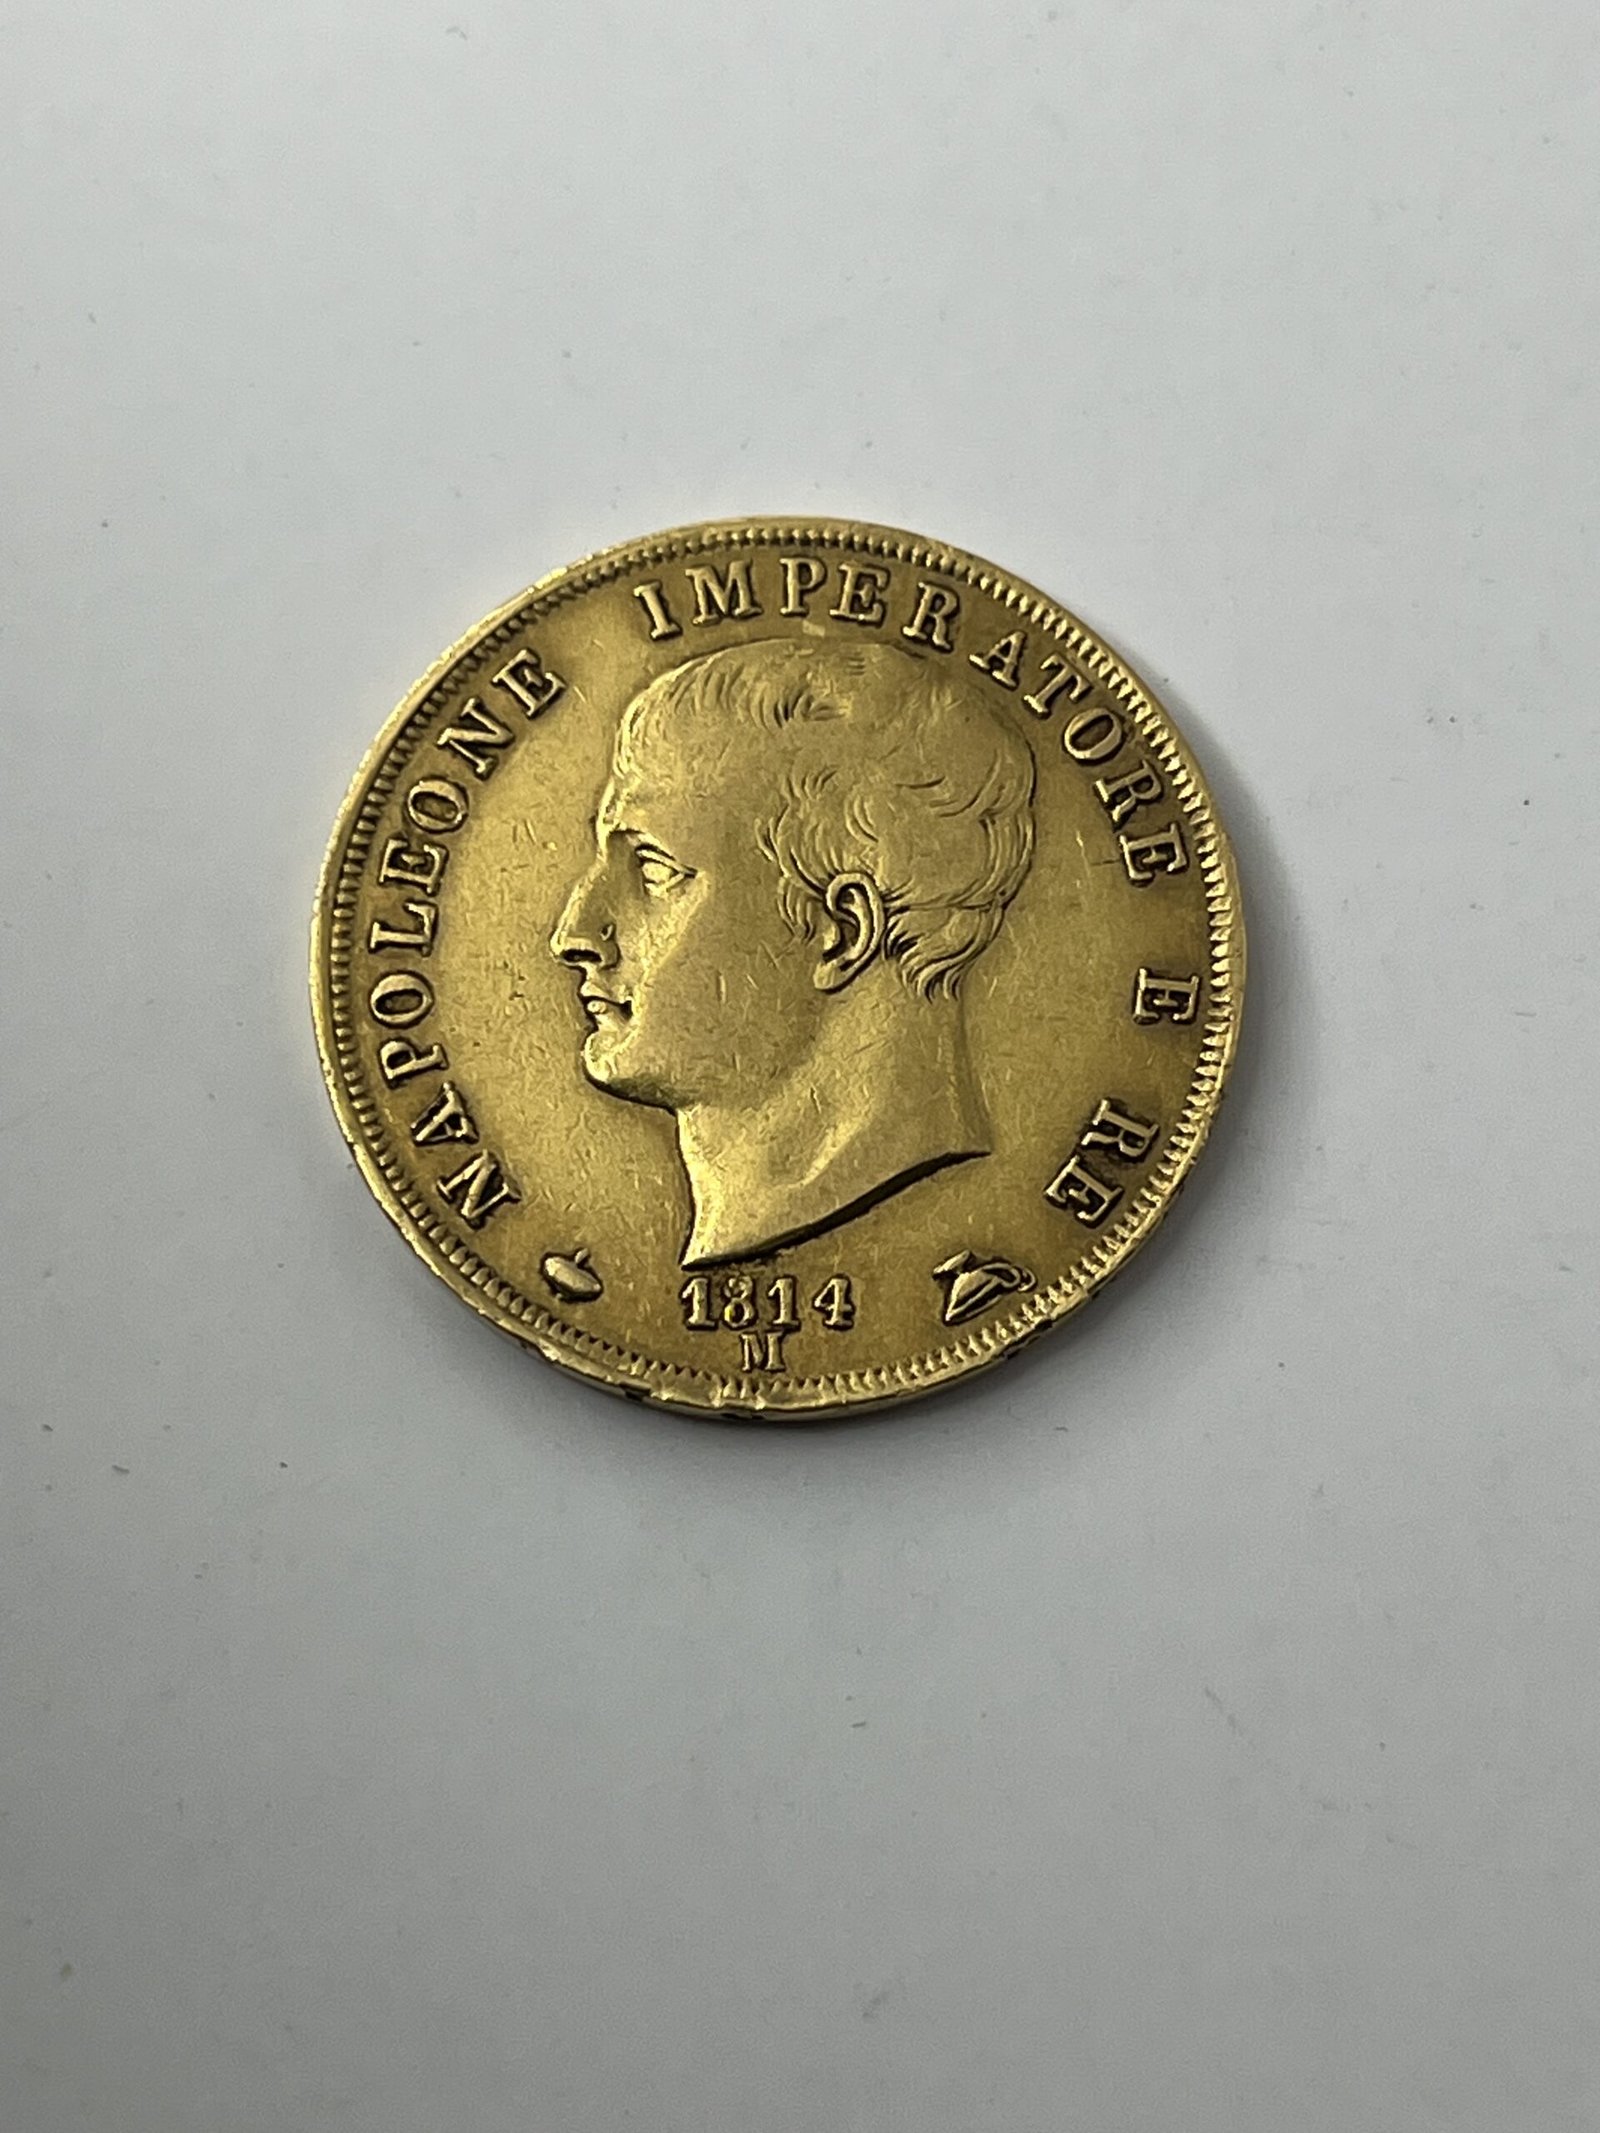 NAPOLEONE IMPERATORE E RE
1814
M